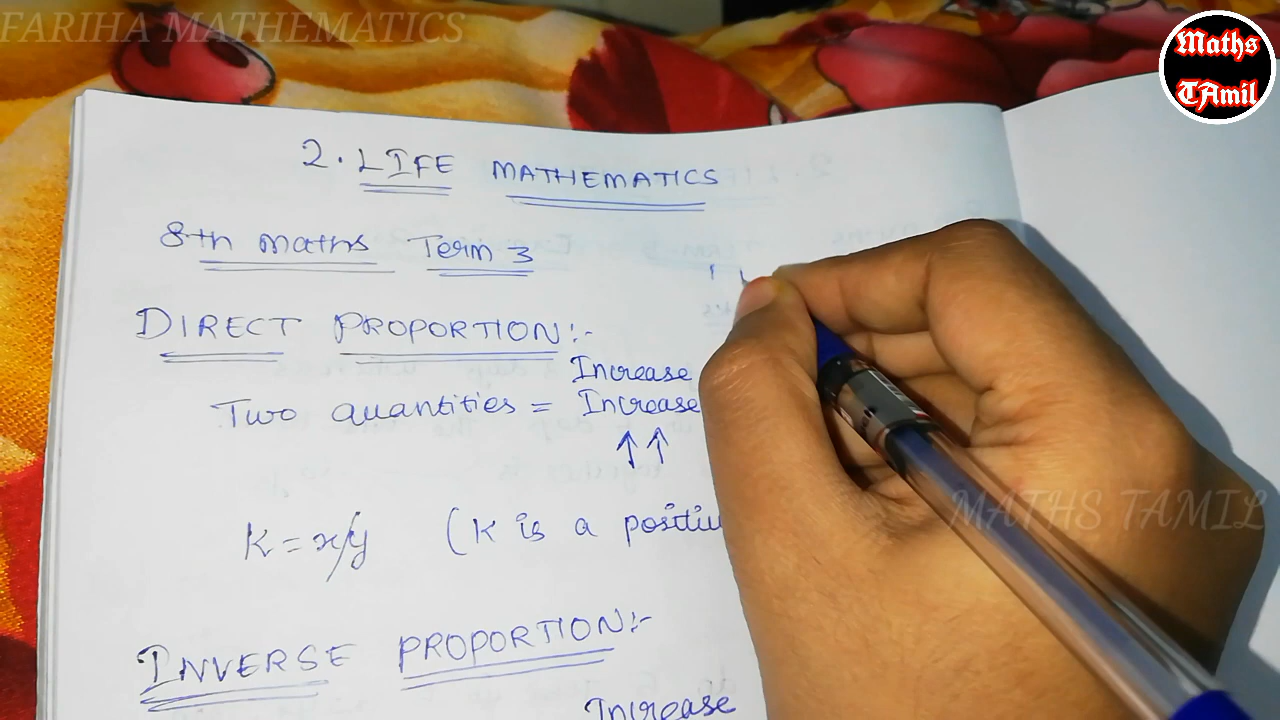 FARIHA MATHEMATICS
Maths
TAmil
2. LIFE MATHEMATICS
8th maths Term 3
DIRECT PROPORTION:-
Increase
Two quantities = Increase
↑↑
K = x/y (K is a
MATHS TAMIL
INVERSE PROPORTION:-
Increase